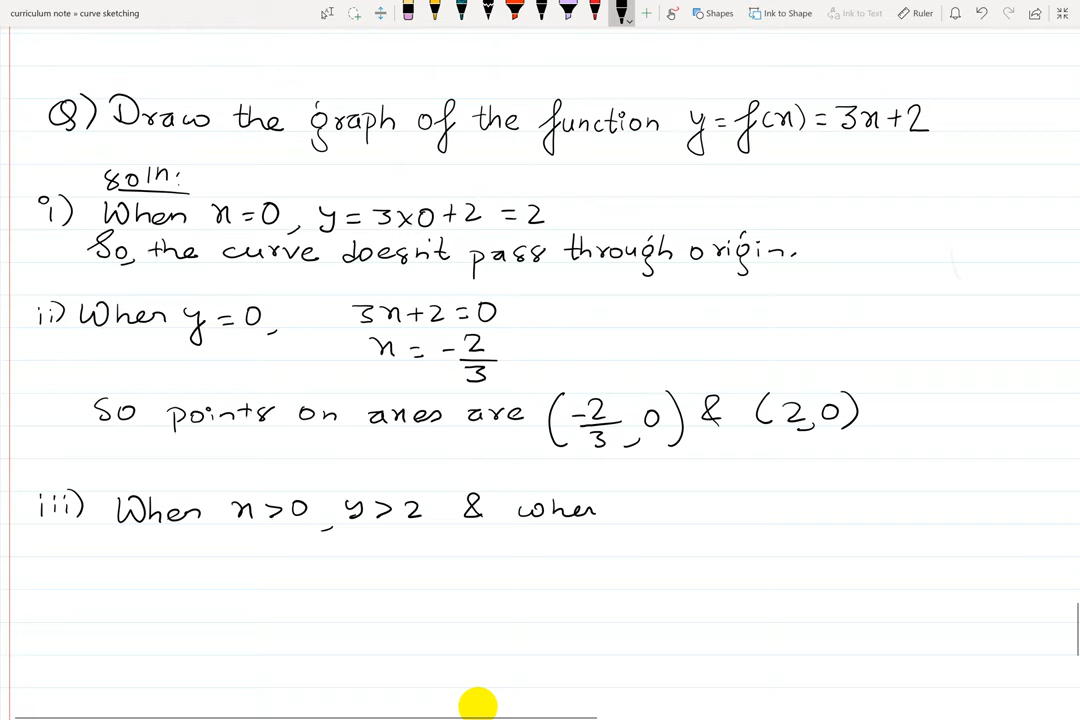 curriculum note » curve sketching
Shapes Ink to Shape Ink to Text Ruler
Q) Draw the graph of the function y = f(x) = 3x+2
soln:
i) When x=0, y = 3×0+2 = 2
So, the curve doesn't pass through origin.
ii) When y = 0, 3x+2 = 0
x = -2/3
So points on axes are (-2/3, 0) & (2, 0)
iii) When x > 0, y > 2 & when